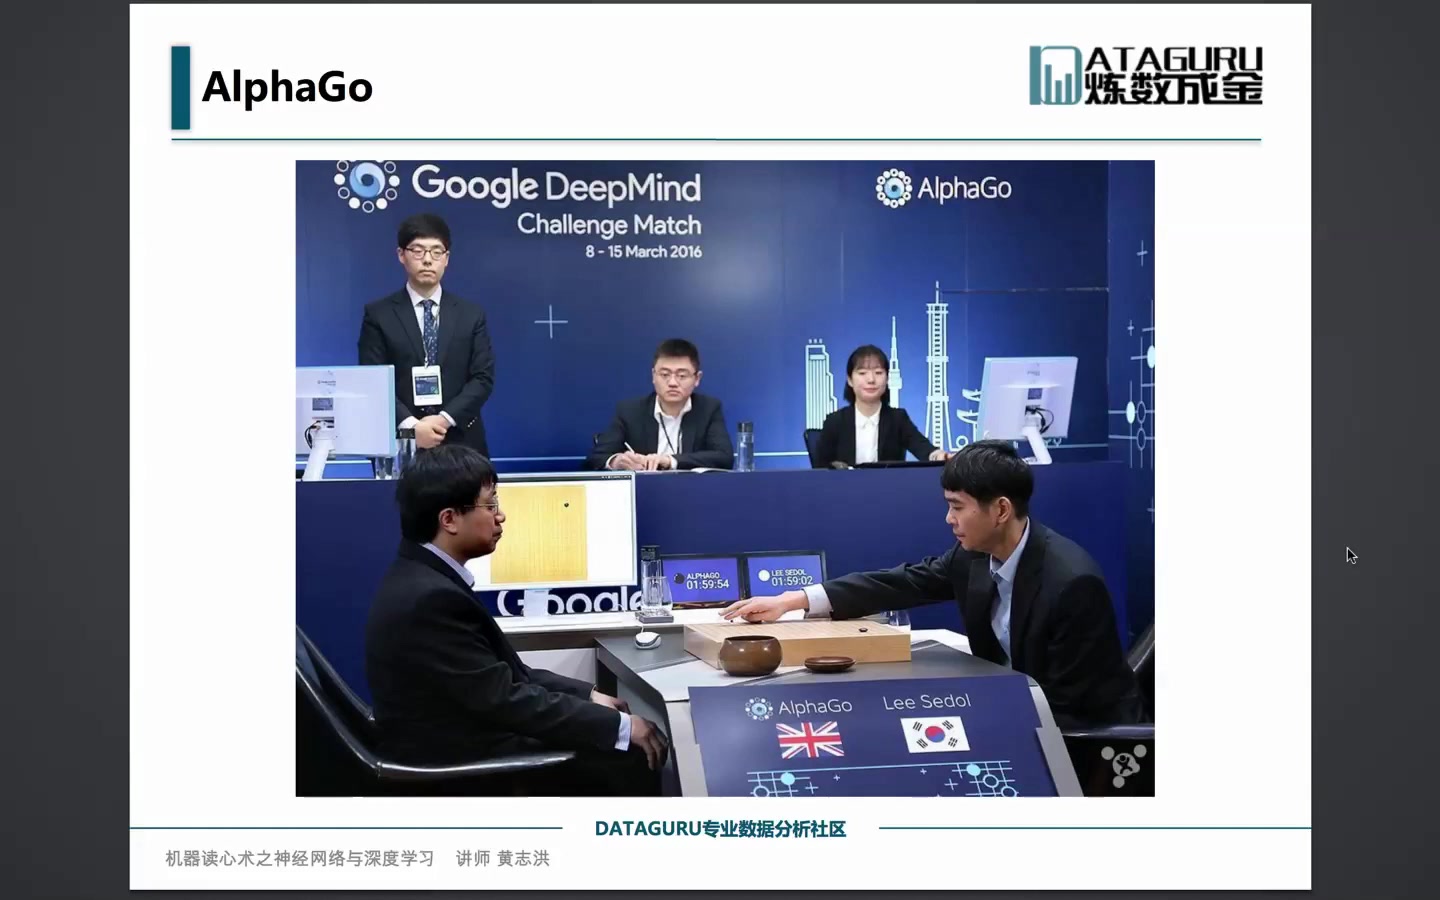 AlphaGo
DATAGURU
炼数成金
Google DeepMind
Challenge Match
8 - 15 March 2016
AlphaGo
ALPHAGO
01:59:54
LEE SEDOL
01:59:02
Google
AlphaGo
Lee Sedol
DATAGURU专业数据分析社区
机器读心术之神经网络与深度学习 讲师 黄志洪